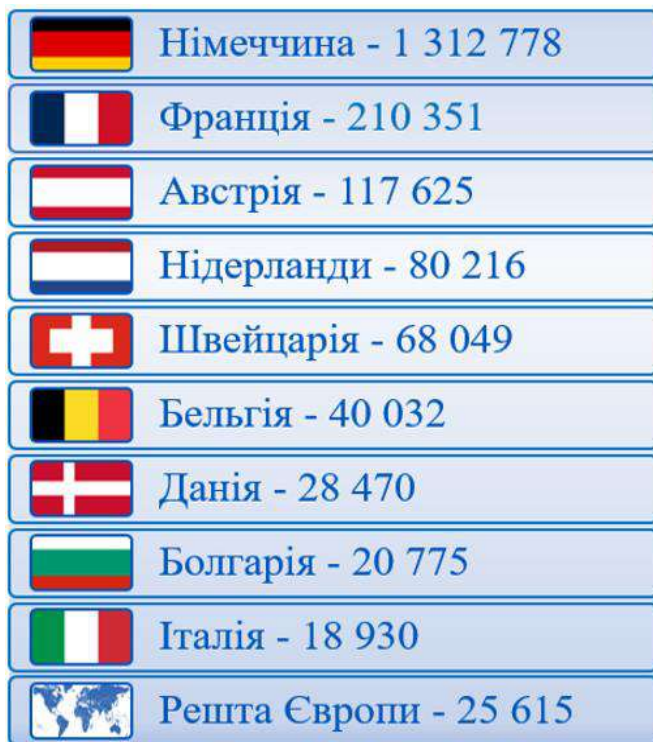 Німеччина - 1 312 778
Франція - 210 351
Австрія - 117 625
Нідерланди - 80 216
Швейцарія - 68 049
Бельгія - 40 032
Данія - 28 470
Болгарія - 20 775
Італія - 18 930
Решта Європи - 25 615